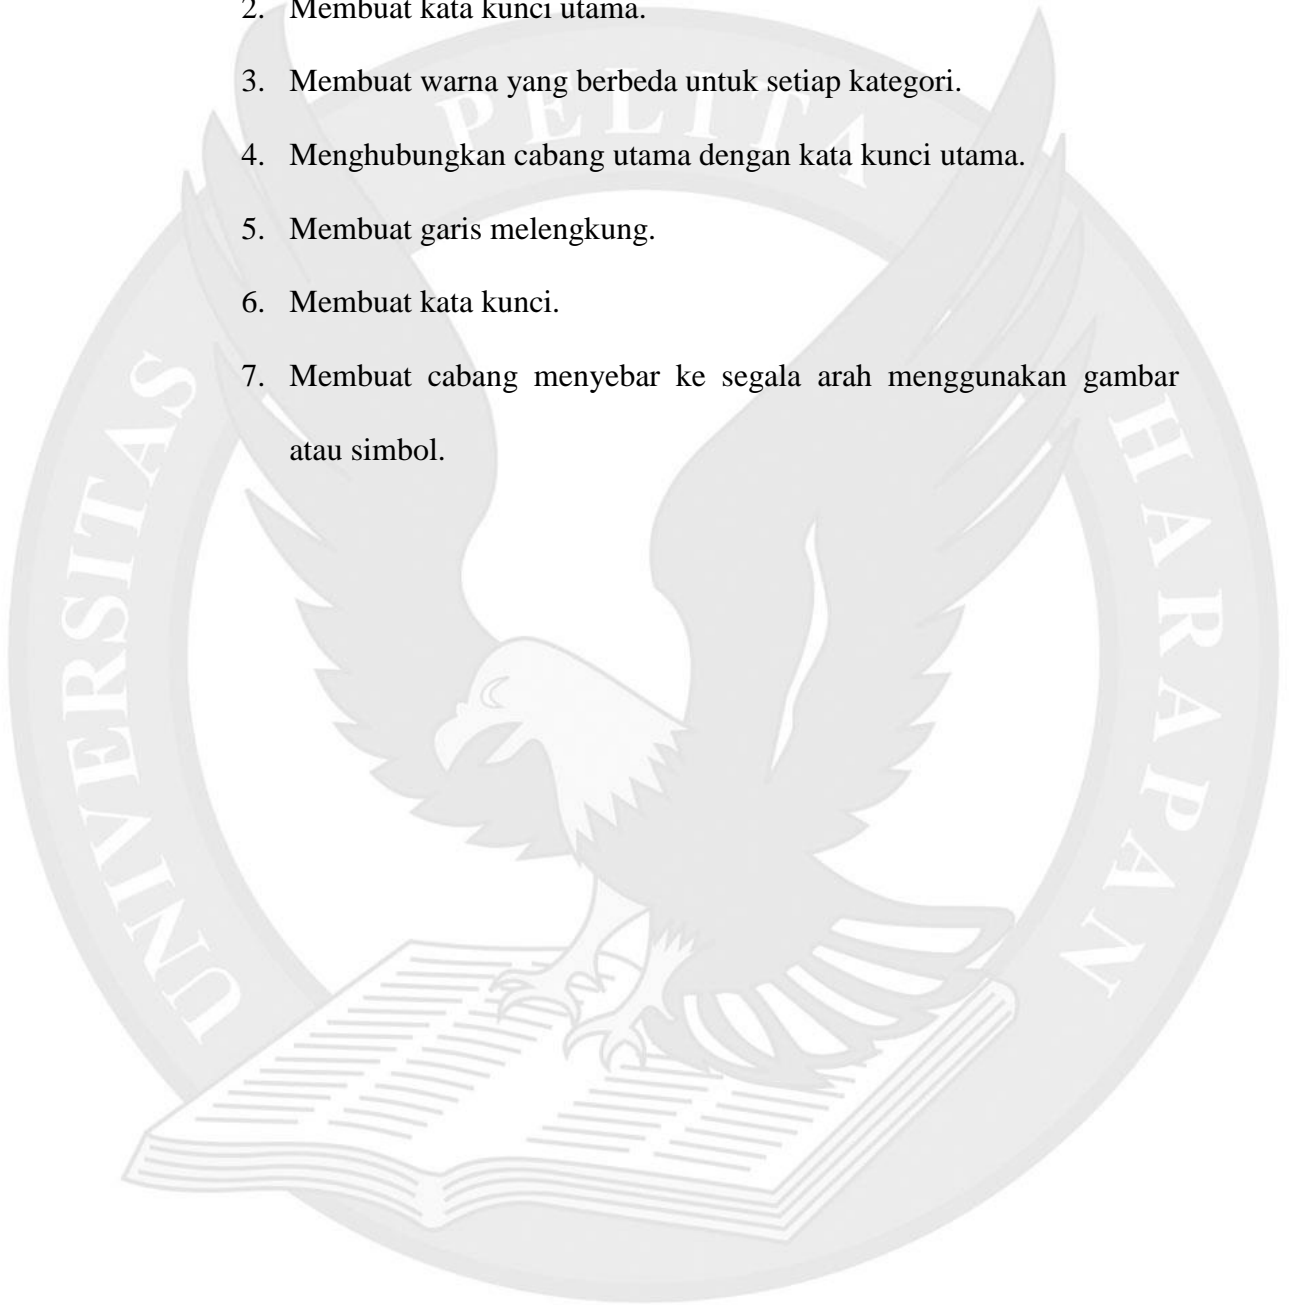 2. Membuat kata kunci utama.
3. Membuat warna yang berbeda untuk setiap kategori.
4. Menghubungkan cabang utama dengan kata kunci utama.
5. Membuat garis melengkung.
6. Membuat kata kunci.
7. Membuat cabang menyebar ke segala arah menggunakan gambar
atau simbol.
UNIVERSITAS PELITA HARAPAN